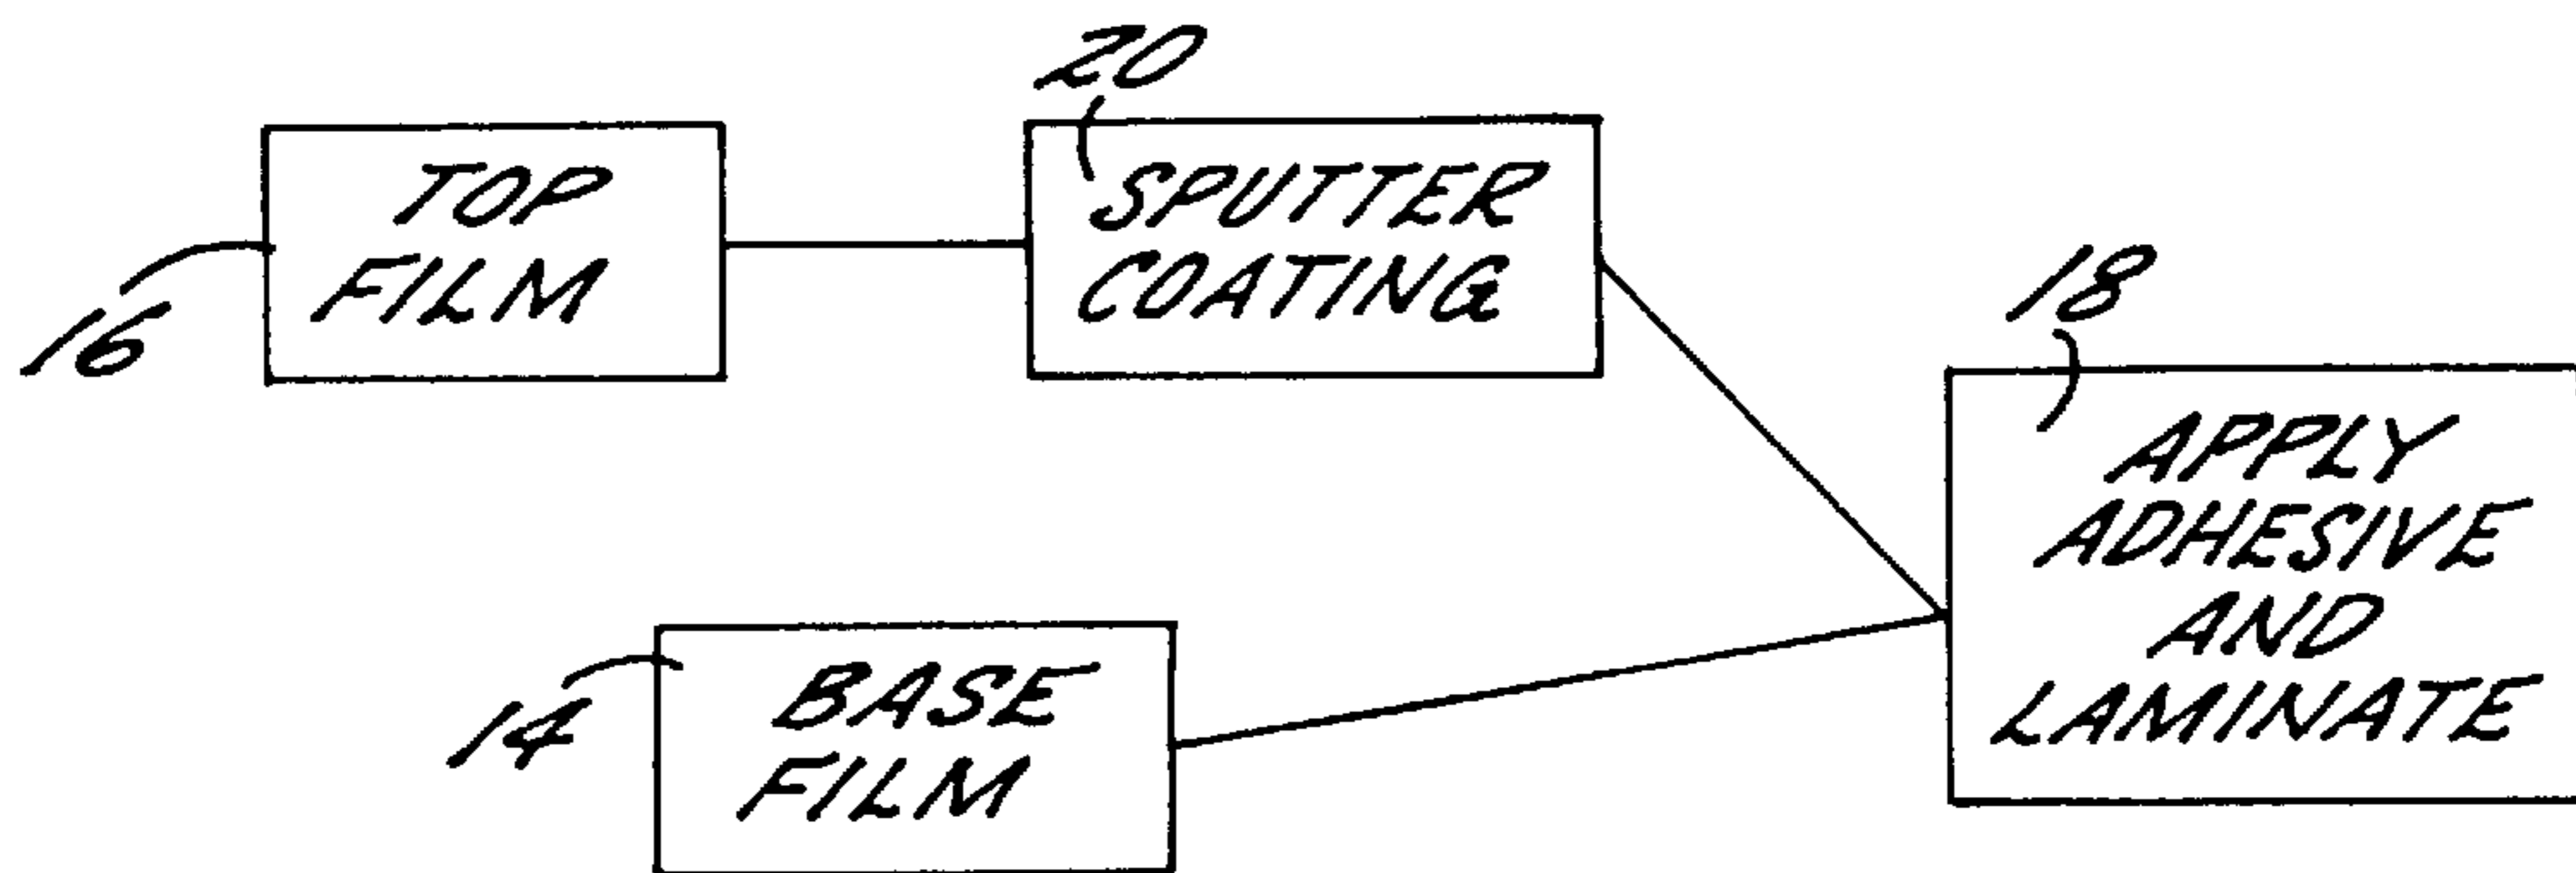 20
TOP
FILM
16
SPUTTER
COATING
18
APPLY
ADHESIVE
AND
LAMINATE
14
BASE
FILM